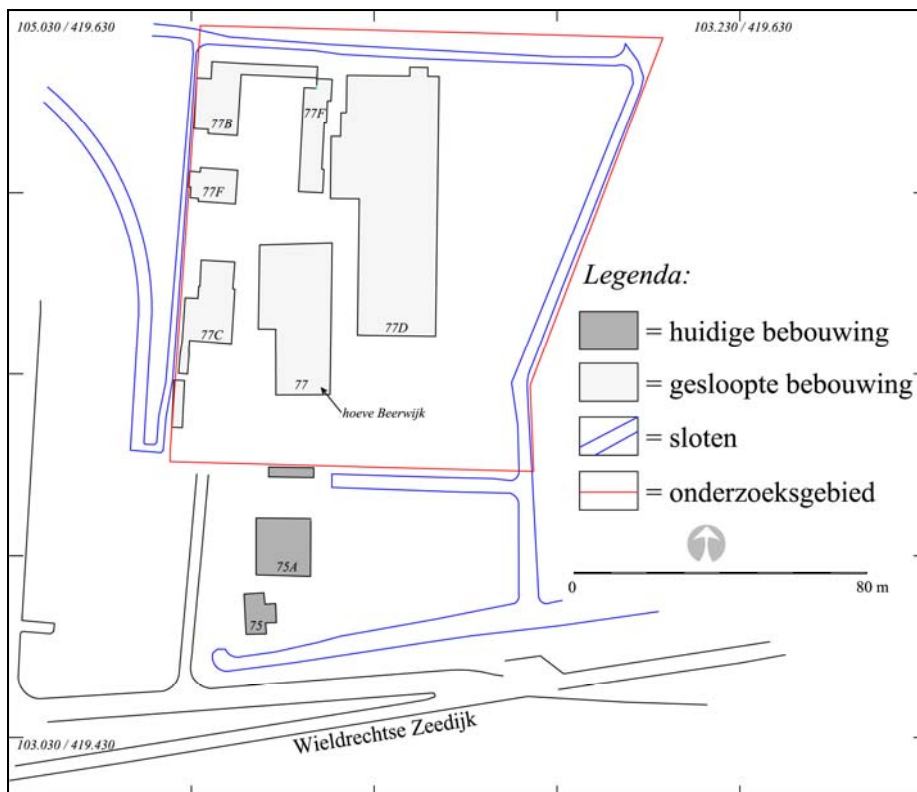 105.030 / 419.630
103.230 / 419.630
77B
77F
77F
77C
77
77D
hoeve Beerwijk
Legenda:
= huidige bebouwing
= gesloopte bebouwing
= sloten
= onderzoeksgebied
0
80 m
75A
75
Wieldrechtse Zeedijk
103.030 / 419.430